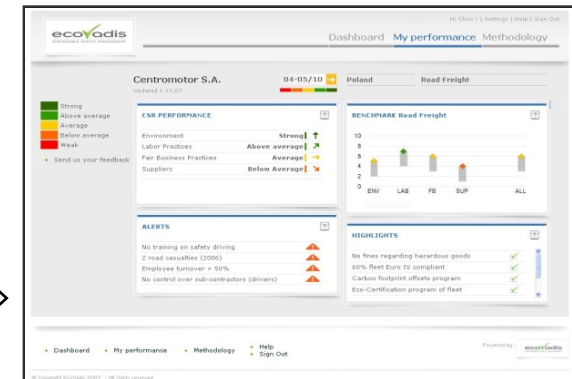 Hi Chris ! | Settings | Help | Sign Out
ecovadis
SUSTAINABLE SUPPLY MANAGEMENT
Dashboard My performance Methodology
Centromotor S.A. 04-05/10 Poland Road Freight
Updated 1.11.07
Strong
Above average
Average
Below average
Weak
Send us your feedback
CSR PERFORMANCE ?
Environment Strong
Labor Practices Above average
Fair Business Practices Average
Suppliers Below Average
BENCHMARK Road Freight ?
10
8
6
4
2
0
ENV LAB FB SUP ALL
ALERTS ?
No training on safety driving
2 road casualties (2006)
Employee turnover > 50%
No control over sub-contractors (drivers)
HIGHLIGHTS ?
No fines regarding hazardous goods
60% fleet Euro IV compliant
Carbon footprint offsets program
Eco-Certification program of fleet
Dashboard My performance Methodology Help
Sign Out
Powered by ecovadis
© Copyright EcoVadis 2007 - All rights reserved